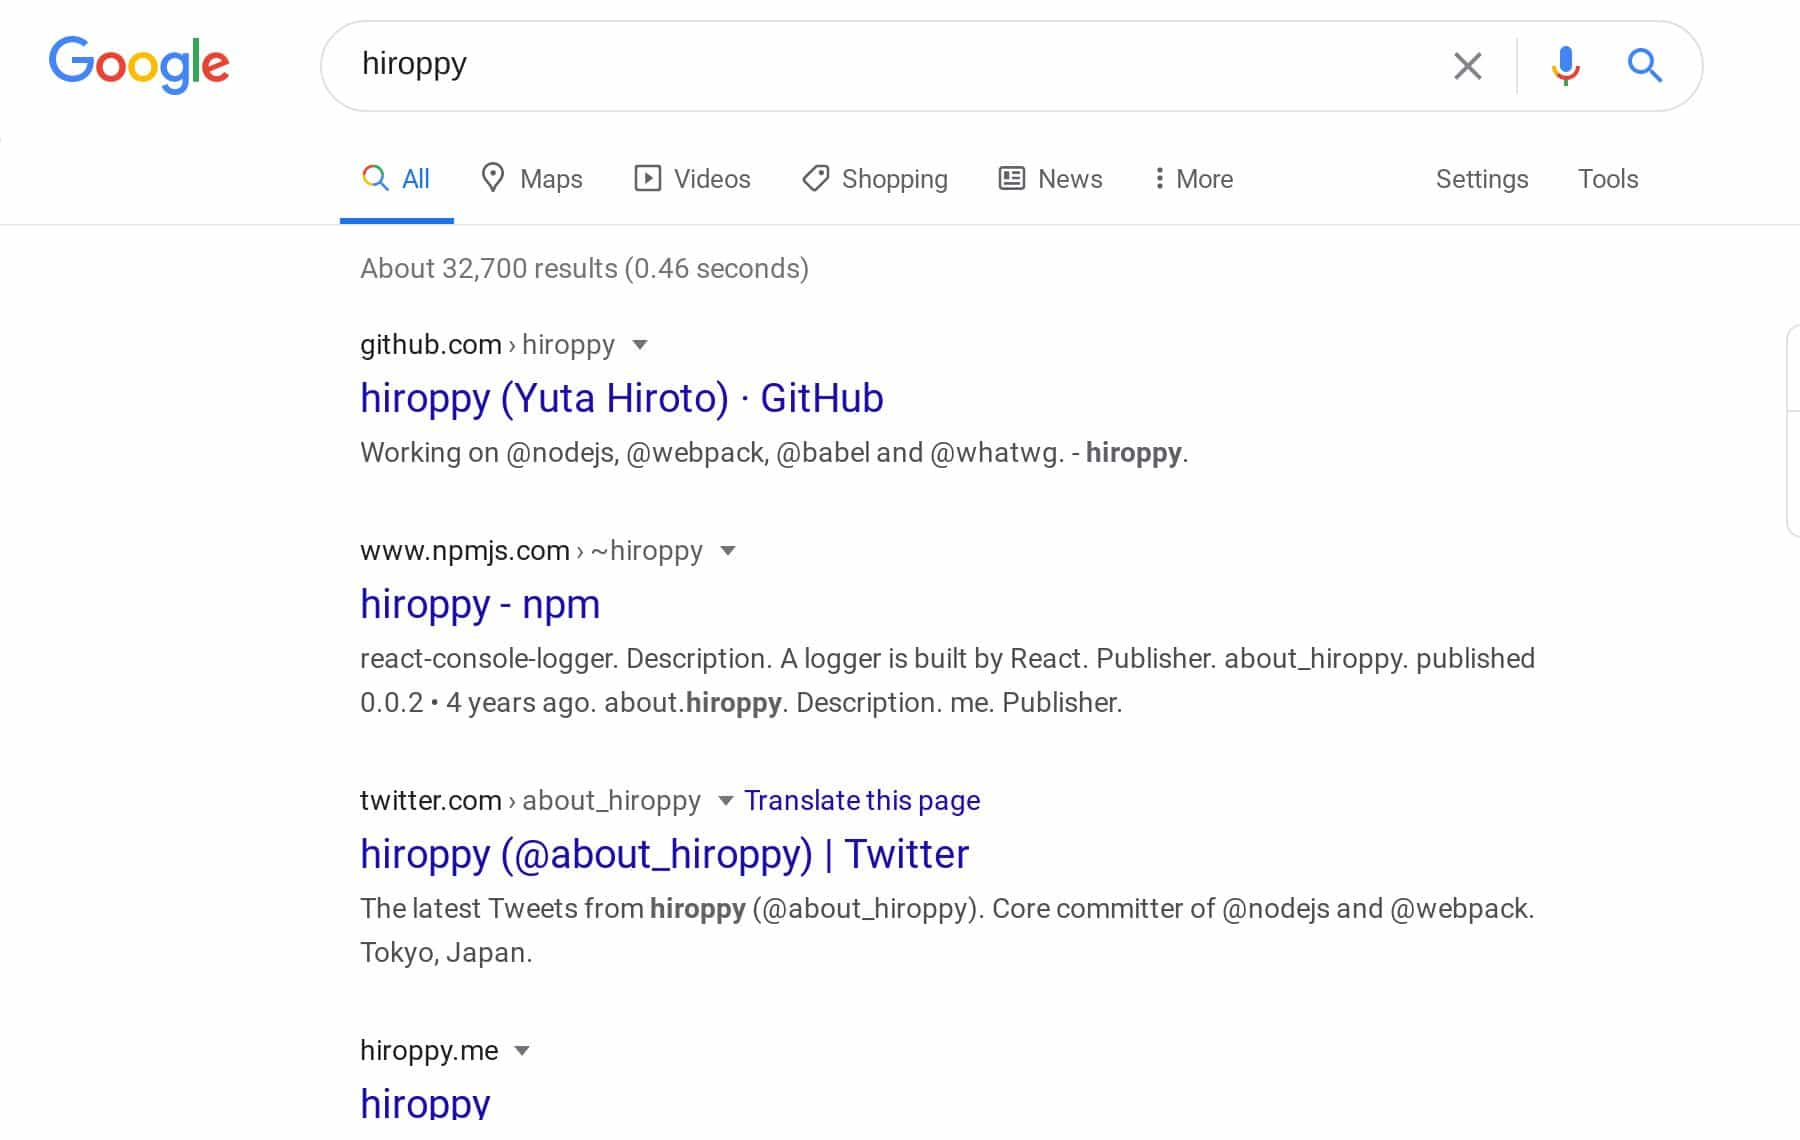 Google hiroppy
All Maps Videos Shopping News More Settings Tools
About 32,700 results (0.46 seconds)
github.com › hiroppy
hiroppy (Yuta Hiroto) · GitHub
Working on @nodejs, @webpack, @babel and @whatwg. - hiroppy.
www.npmjs.com › ~hiroppy
hiroppy - npm
react-console-logger. Description. A logger is built by React. Publisher. about_hiroppy. published
0.0.2 • 4 years ago. about.hiroppy. Description. me. Publisher.
twitter.com › about_hiroppy Translate this page
hiroppy (@about_hiroppy) | Twitter
The latest Tweets from hiroppy (@about_hiroppy). Core committer of @nodejs and @webpack.
Tokyo, Japan.
hiroppy.me
hiroppy